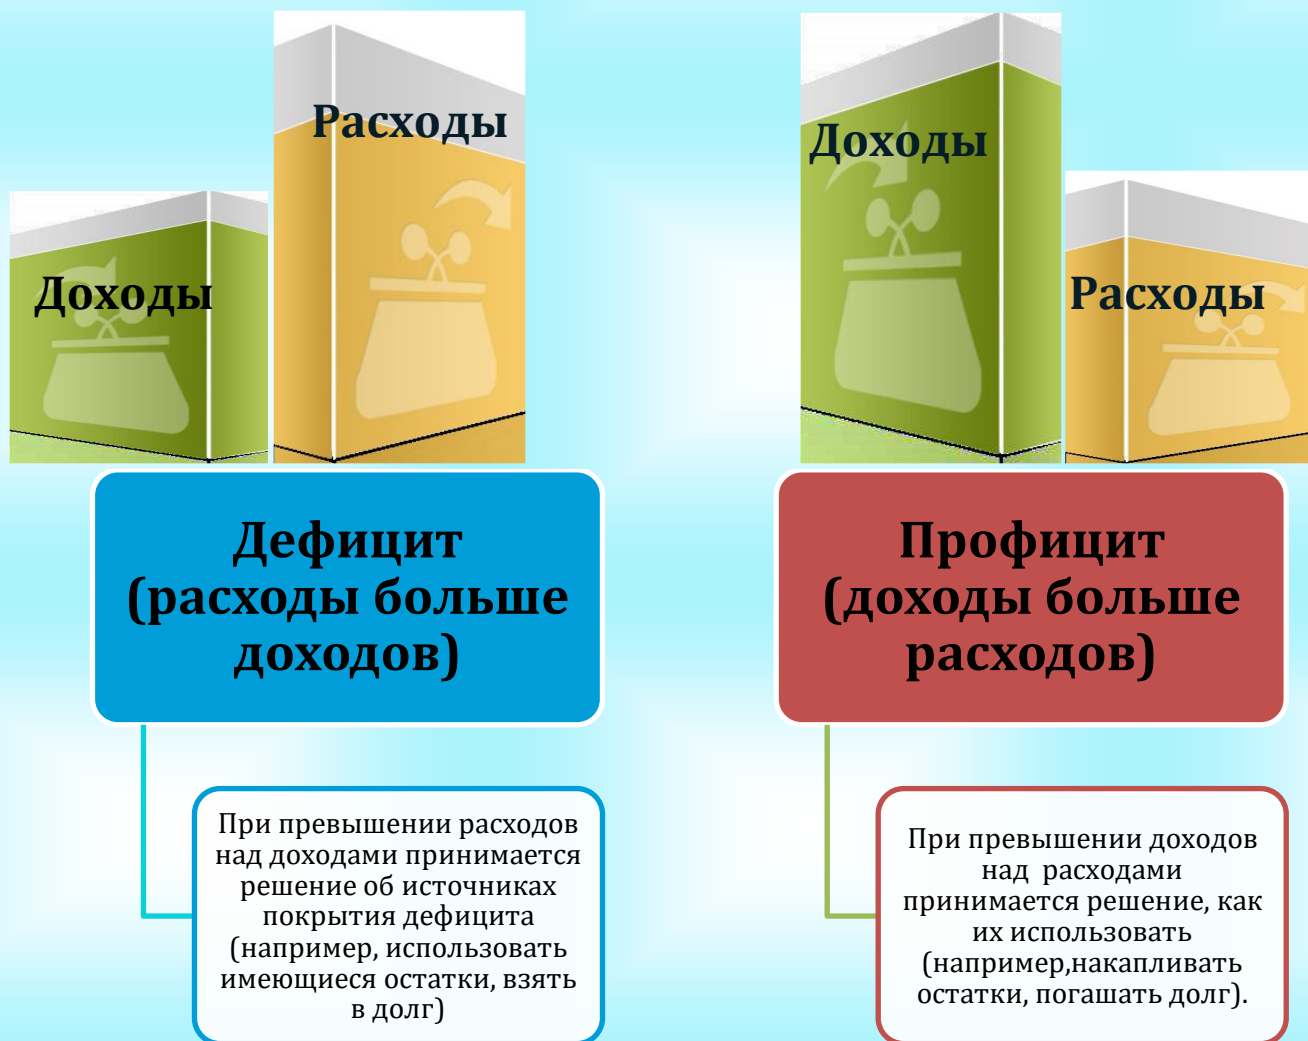 Расходы
Доходы
Доходы
Расходы
Дефицит
(расходы больше
доходов)
Профицит
(доходы больше
расходов)
При превышении расходов
над доходами принимается
решение об источниках
покрытия дефицита
(например, использовать
имеющиеся остатки, взять
в долг)
При превышении доходов
над расходами
принимается решение, как
их использовать
(например,накапливать
остатки, погашать долг).